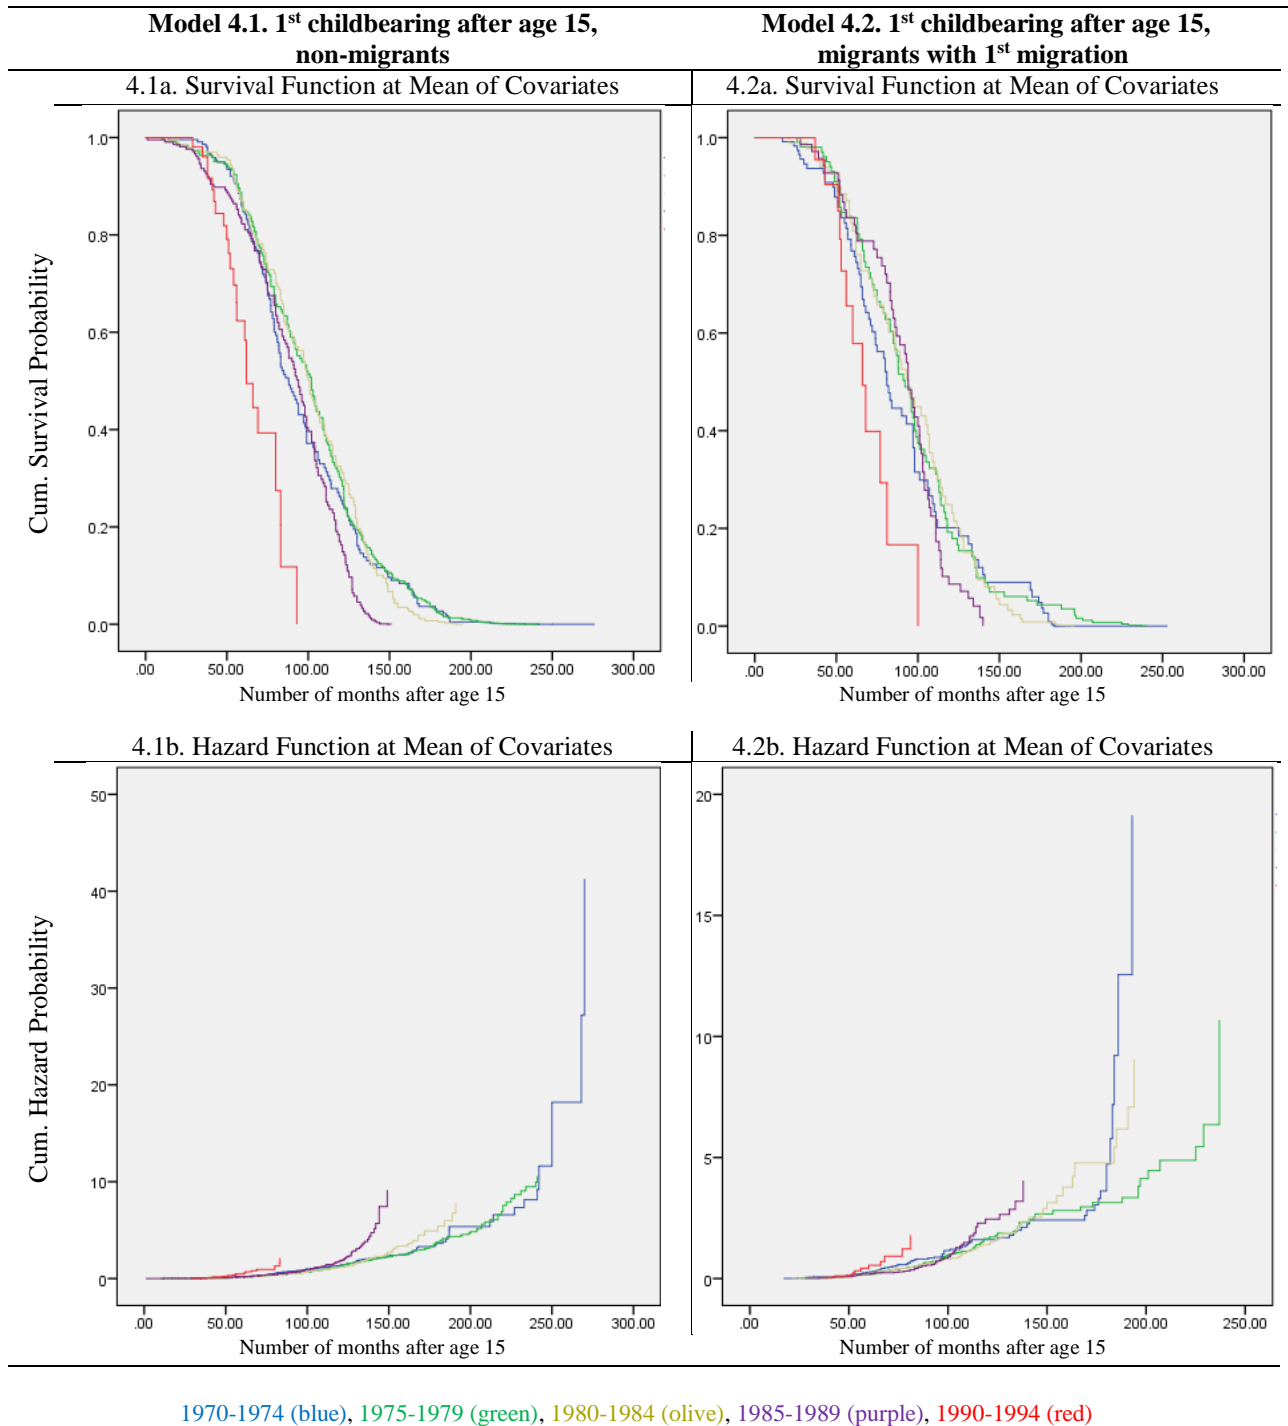 Model 4.1. 1st childbearing after age 15,
non-migrants
Model 4.2. 1st childbearing after age 15,
migrants with 1st migration
4.1a. Survival Function at Mean of Covariates
4.2a. Survival Function at Mean of Covariates
Cum. Survival Probability
1.0
0.8
0.6
0.4
0.2
0.0
.00 50.00 100.00 150.00 200.00 250.00 300.00
Number of months after age 15
1.0
0.8
0.6
0.4
0.2
0.0
.00 50.00 100.00 150.00 200.00 250.00 300.00
Number of months after age 15
4.1b. Hazard Function at Mean of Covariates
4.2b. Hazard Function at Mean of Covariates
Cum. Hazard Probability
50
40
30
20
10
0
.00 50.00 100.00 150.00 200.00 250.00 300.00
Number of months after age 15
20
15
10
5
0
.00 50.00 100.00 150.00 200.00 250.00
Number of months after age 15
1970-1974 (blue), 1975-1979 (green), 1980-1984 (olive), 1985-1989 (purple), 1990-1994 (red)